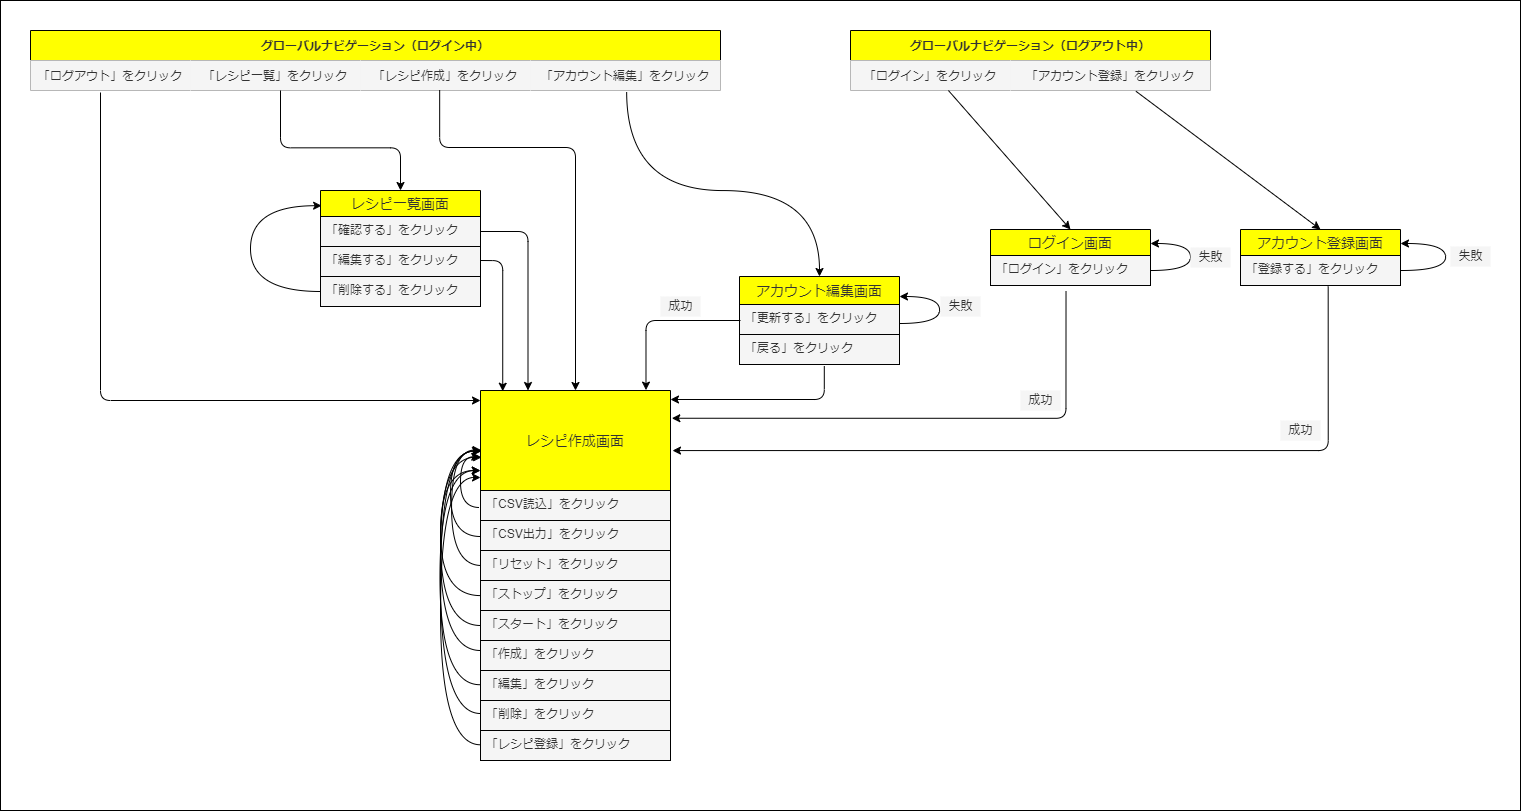 グローバルナビゲーション（ログイン中）
「ログアウト」をクリック 「レシピ一覧」をクリック 「レシピ作成」をクリック 「アカウント編集」をクリック
グローバルナビゲーション（ログアウト中）
「ログイン」をクリック 「アカウント登録」をクリック
レシピ一覧画面
「確認する」をクリック
「編集する」をクリック
「削除する」をクリック
アカウント編集画面
「更新する」をクリック
「戻る」をクリック
成功
失敗
ログイン画面
「ログイン」をクリック
失敗
成功
アカウント登録画面
「登録する」をクリック
失敗
成功
レシピ作成画面
「CSV読込」をクリック
「CSV出力」をクリック
「リセット」をクリック
「ストップ」をクリック
「スタート」をクリック
「作成」をクリック
「編集」をクリック
「削除」をクリック
「レシピ登録」をクリック